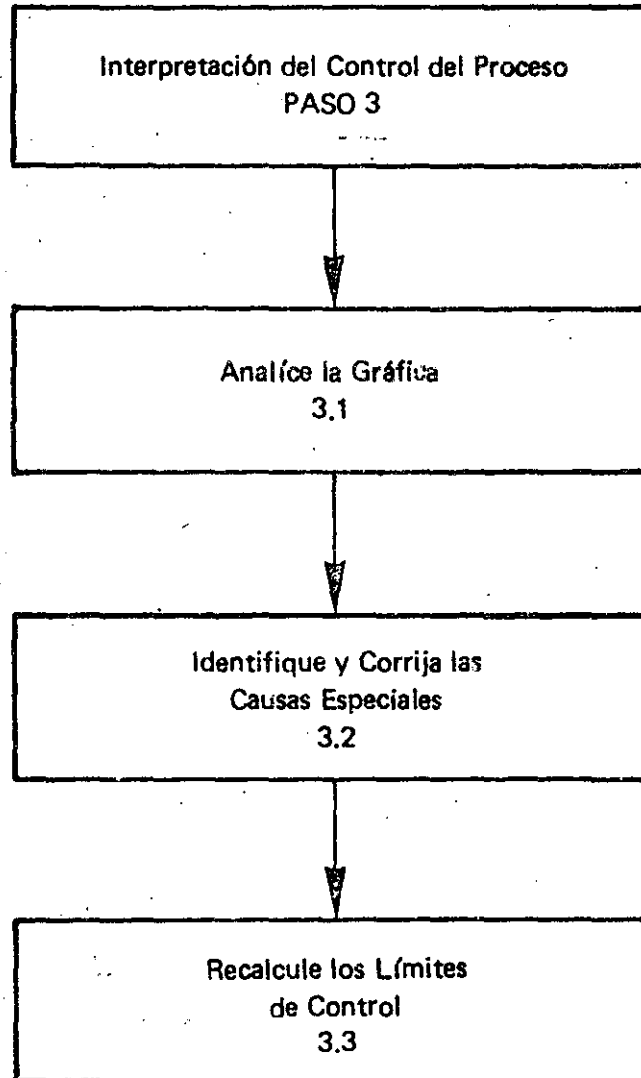 Interpretación del Control del Proceso
PASO 3
Analíce la Gráfica
3.1
Identifique y Corrija las
Causas Especiales
3.2
Recalcule los Límites
de Control
3.3